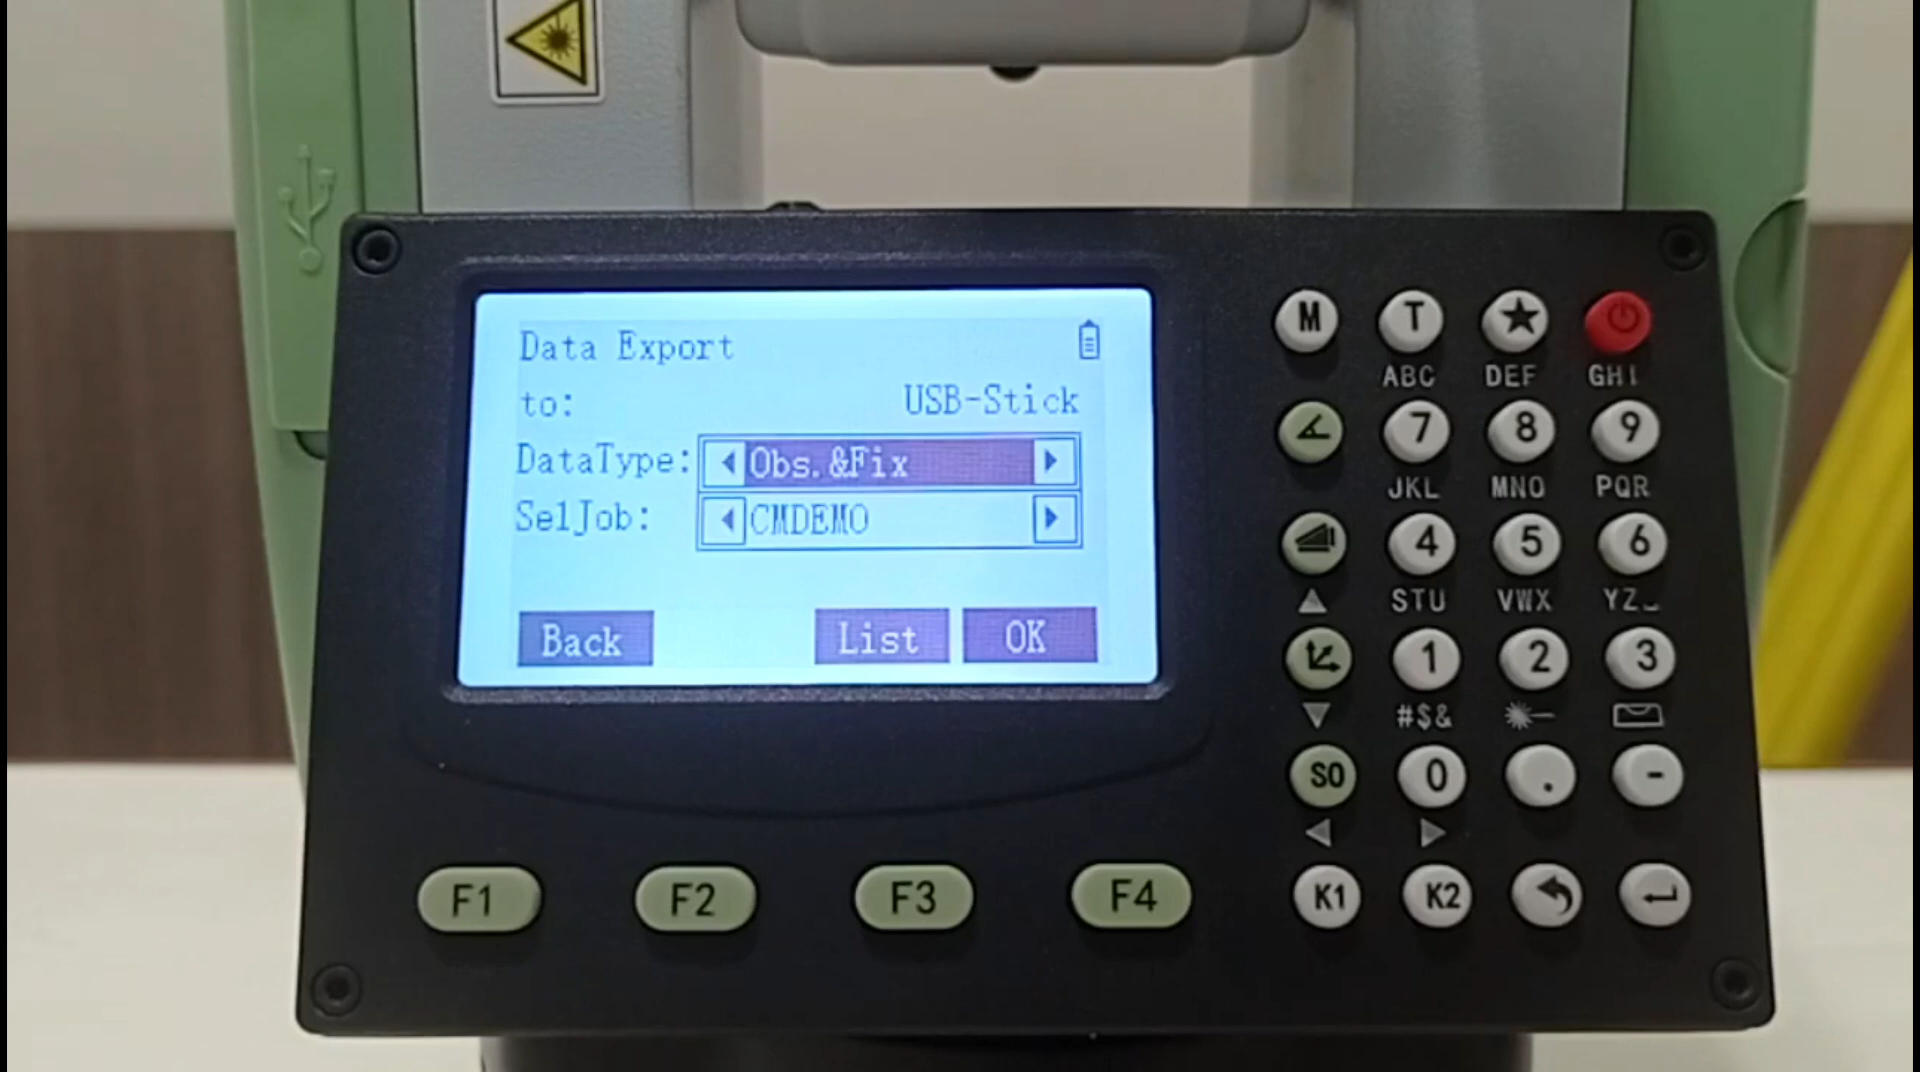 Data Export
to: USB-Stick
DataType: Obs.&Fix
SelJob: CMDEMO
Back List OK
M T
ABC DEF GHI
7 8 9
JKL MNO PQR
4 5 6
STU VWX YZ_
1 2 3
#$&
SO 0 . -
F1 F2 F3 F4 K1 K2